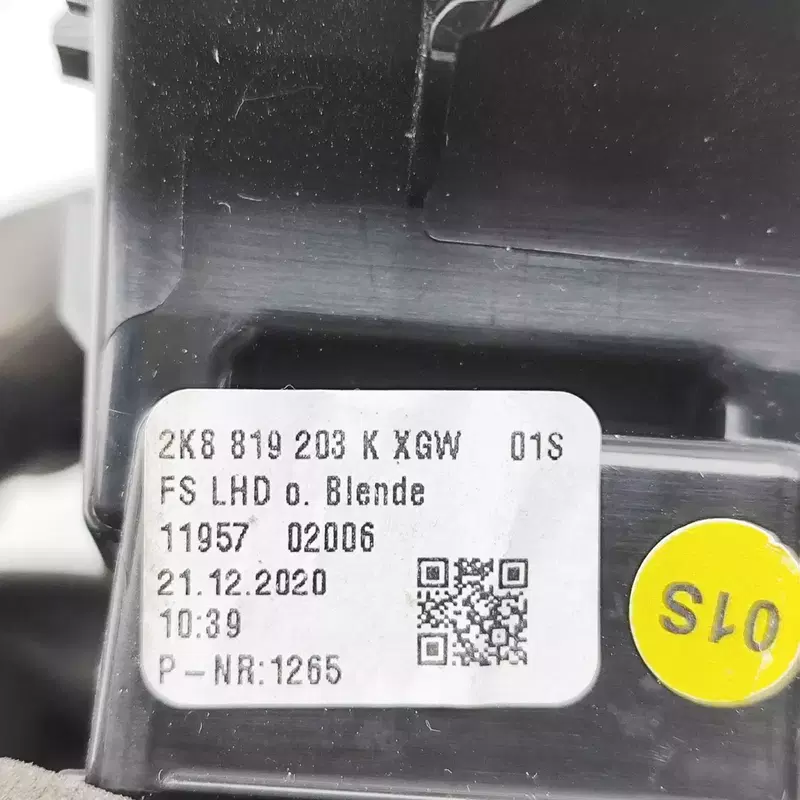 2K8 819 203 K XGW 01S
FS LHD o. Blende
11957 02006
21.12.2020
10:39
P-NR:1265
01S